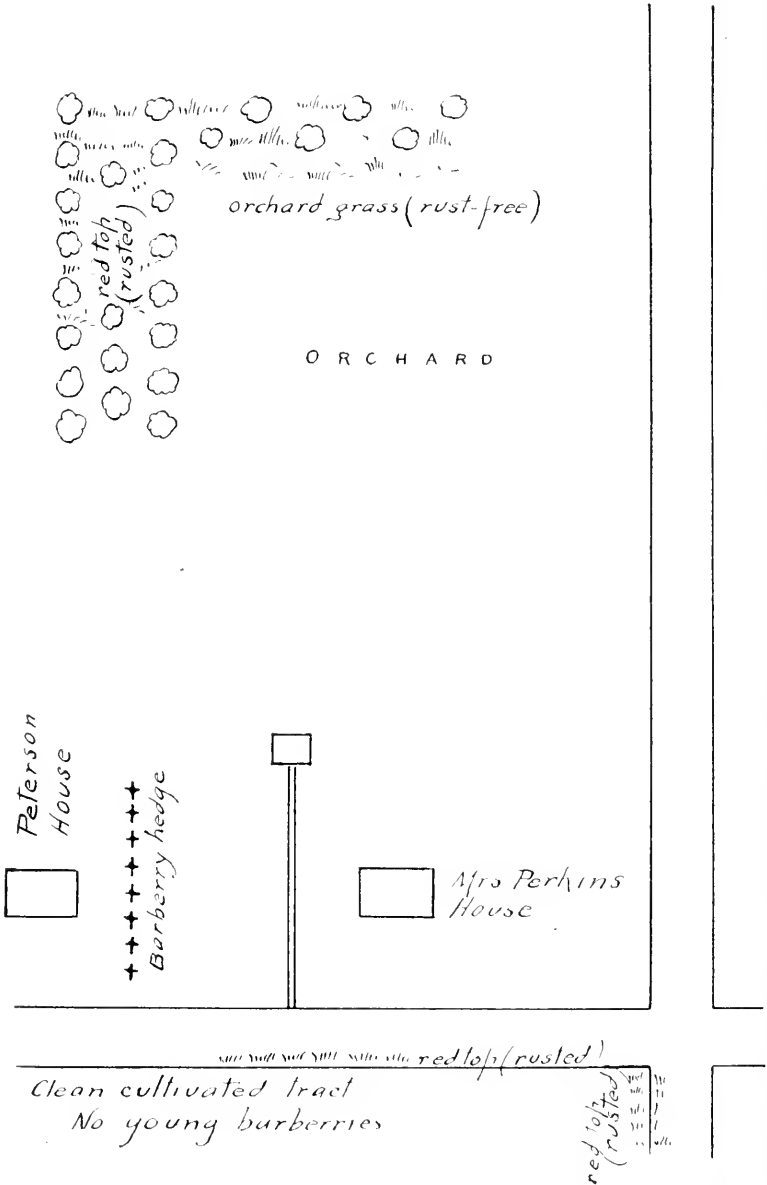 orchard grass (rust-free)
red top
(rusted)
ORCHARD
Peterson
House
Barberry hedge
Mrs Perkins
House
red top (rusted)
Clean cultivated tract
No young barberries
red top
(rusted)